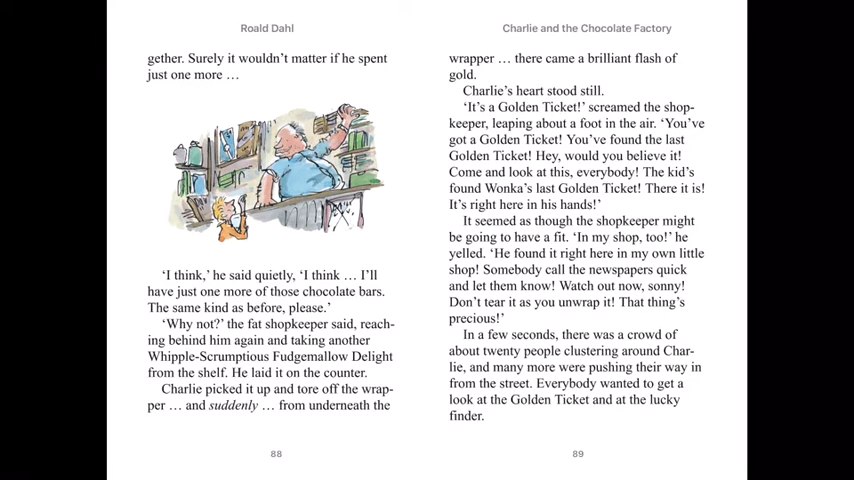 Roald Dahl
gether. Surely it wouldn't matter if he spent
just one more …
'I think,' he said quietly, 'I think … I'll
have just one more of those chocolate bars.
The same kind as before, please.'
'Why not?' the fat shopkeeper said, reach-
ing behind him again and taking another
Whipple-Scrumptious Fudgemallow Delight
from the shelf. He laid it on the counter.
Charlie picked it up and tore off the wrap-
per … and suddenly … from underneath the
88
Charlie and the Chocolate Factory
wrapper … there came a brilliant flash of
gold.
Charlie's heart stood still.
'It's a Golden Ticket!' screamed the shop-
keeper, leaping about a foot in the air. 'You've
got a Golden Ticket! You've found the last
Golden Ticket! Hey, would you believe it!
Come and look at this, everybody! The kid's
found Wonka's last Golden Ticket! There it is!
It's right here in his hands!'
It seemed as though the shopkeeper might
be going to have a fit. 'In my shop, too!' he
yelled. 'He found it right here in my own little
shop! Somebody call the newspapers quick
and let them know! Watch out now, sonny!
Don't tear it as you unwrap it! That thing's
precious!'
In a few seconds, there was a crowd of
about twenty people clustering around Char-
lie, and many more were pushing their way in
from the street. Everybody wanted to get a
look at the Golden Ticket and at the lucky
finder.
89